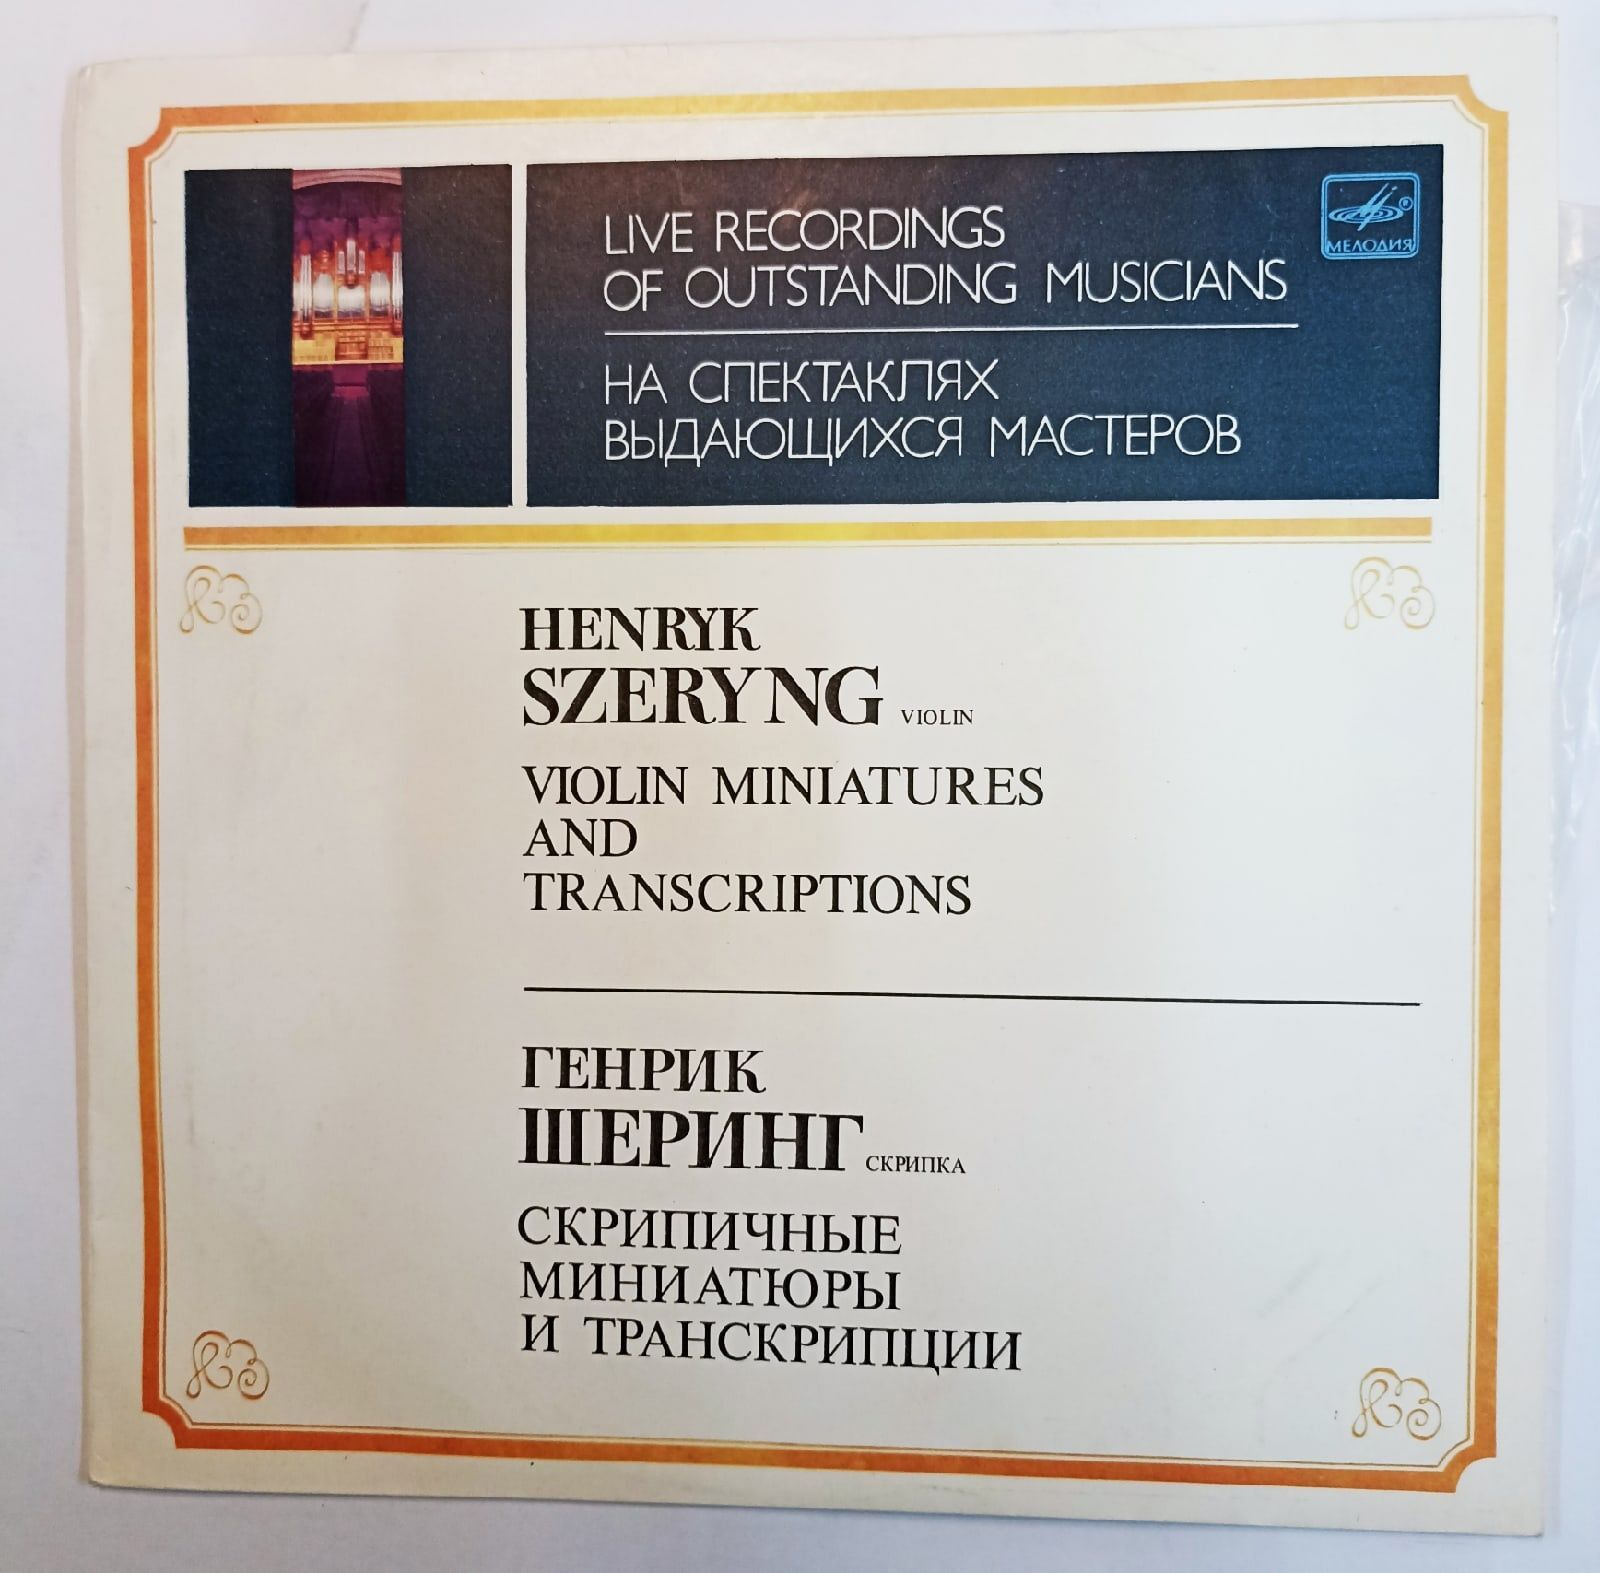 LIVE RECORDINGS
OF OUTSTANDING MUSICIANS
МЕЛОДИЯ
НА СПЕКТАКЛЯХ
ВЫДАЮЩИХСЯ МАСТЕРОВ
HENRYK
SZERYNG VIOLIN
VIOLIN MINIATURES
AND
TRANSCRIPTIONS
ГЕНРИК
ШЕРИНГ СКРИПКА
СКРИПИЧНЫЕ
МИНИАТЮРЫ
И ТРАНСКРИПЦИИ